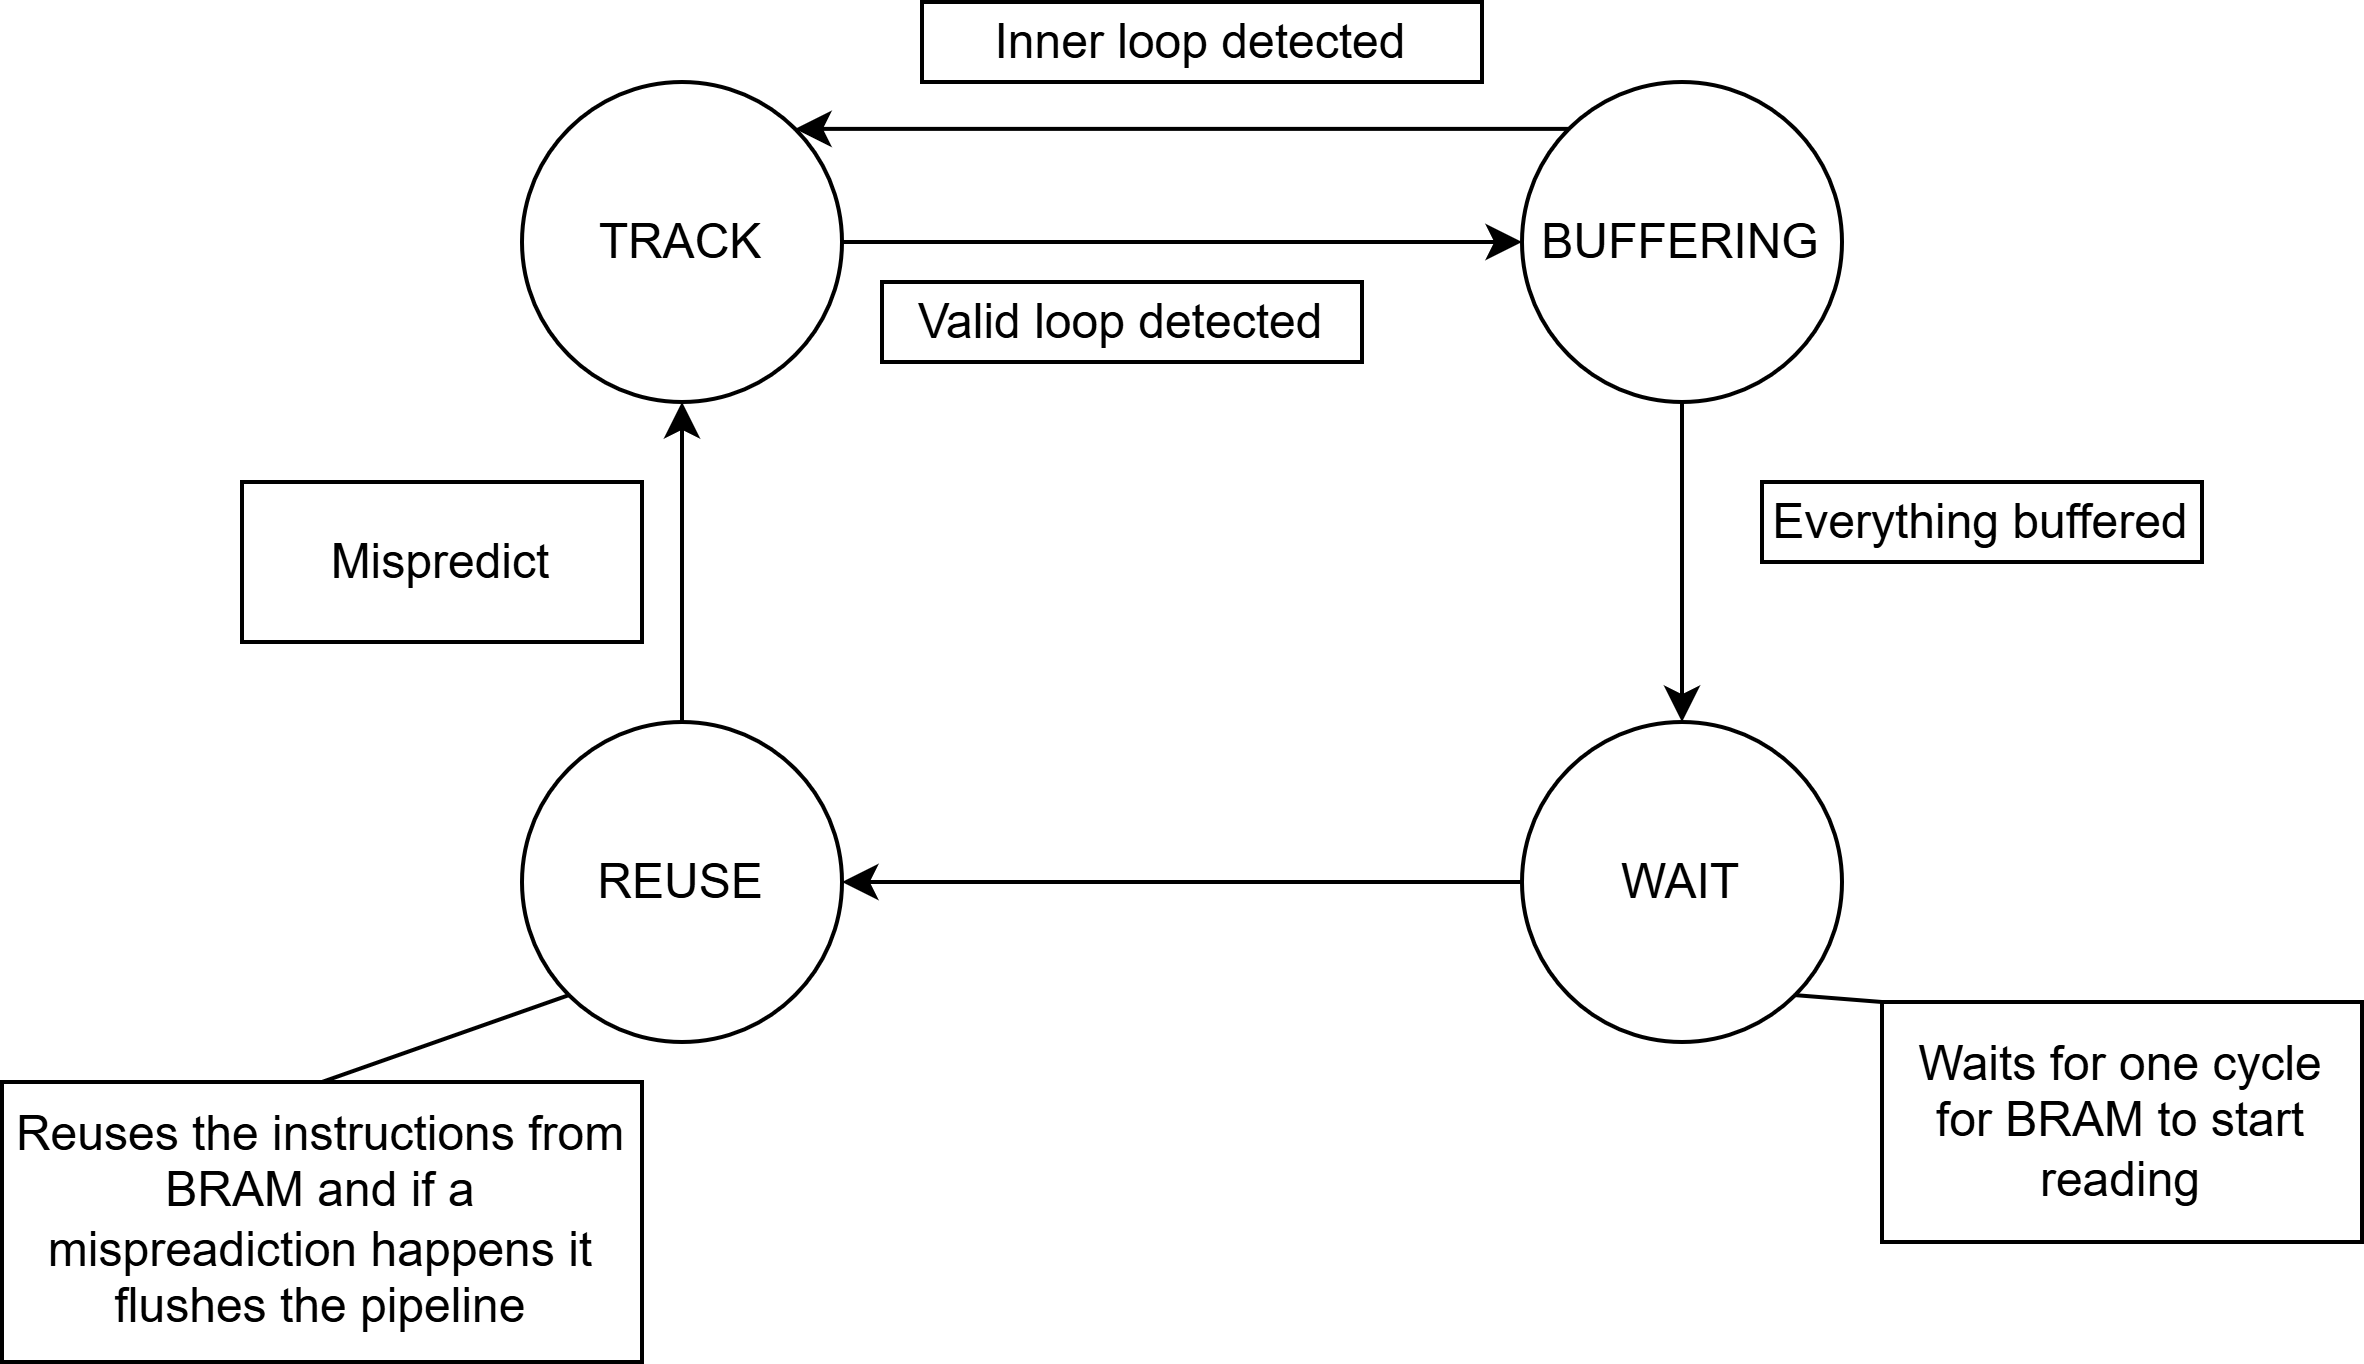 Inner loop detected
TRACK
BUFFERING
Valid loop detected
Mispredict
Everything buffered
REUSE
WAIT
Reuses the instructions from
BRAM and if a
mispreadiction happens it
flushes the pipeline
Waits for one cycle
for BRAM to start
reading